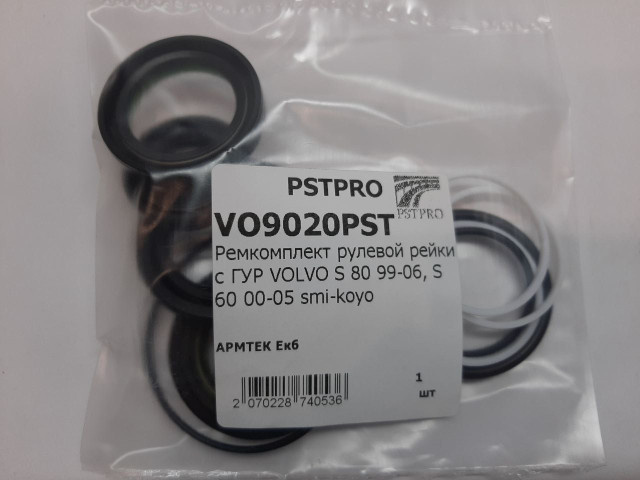 PSTPRO
PSTPRO
VO9020PST
Ремкомплект рулевой рейки
с ГУР VOLVO S 80 99-06, S
60 00-05 smi-koyo
АРМТЕК Екб
2 070228 740536
1
шт